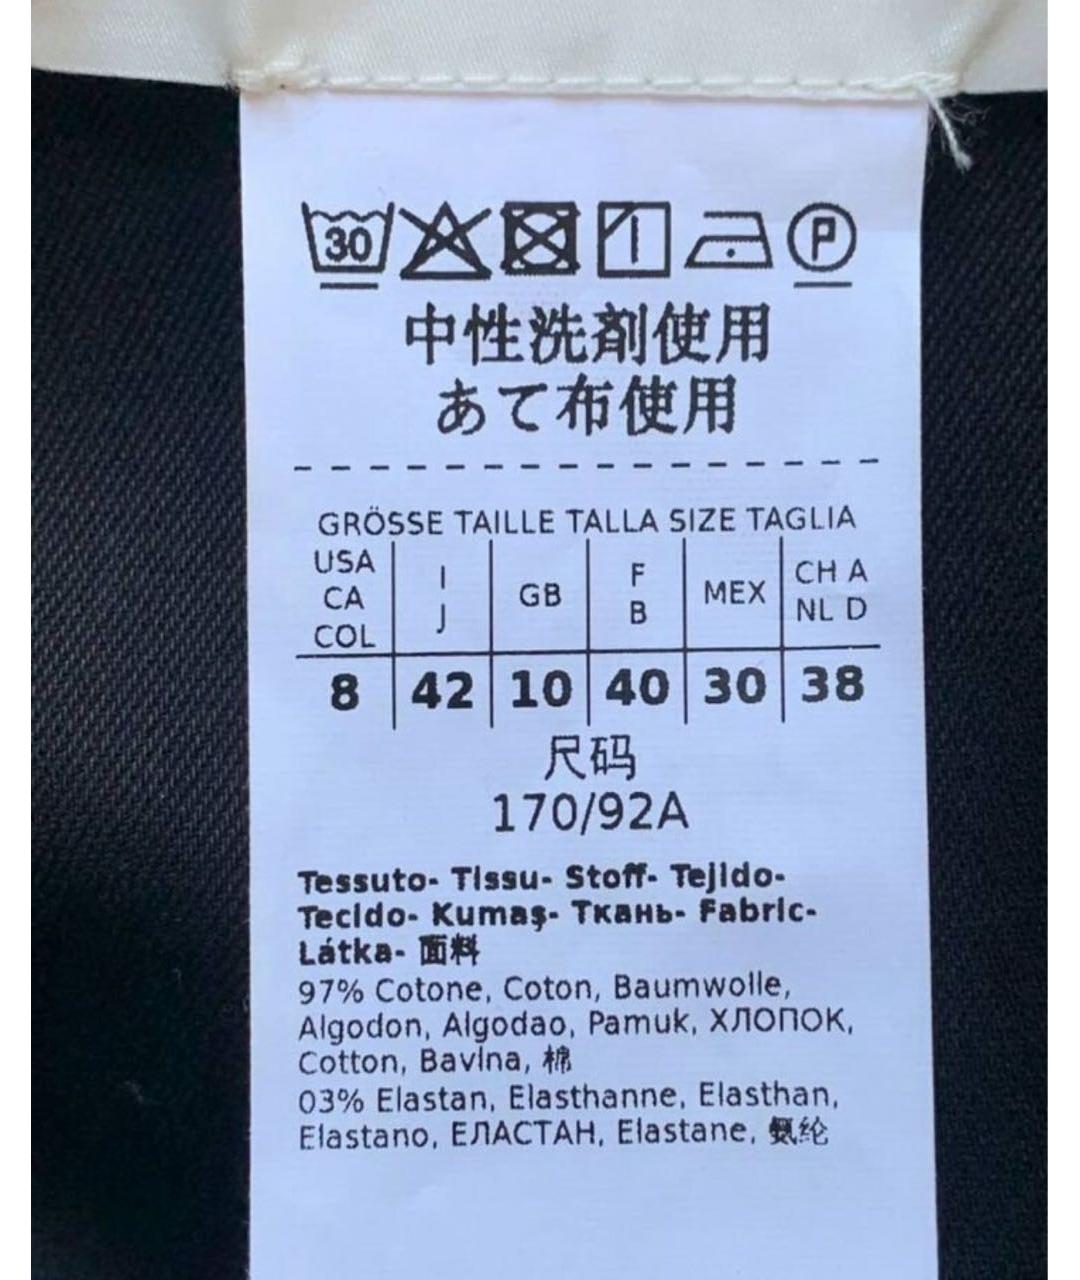 30 P
中性洗剤使用
あて布使用
GRÖSSE TAILLE TALLA SIZE TAGLIA
USA CA COL | I J | GB | F B | MEX | CH A NL D
8 | 42 | 10 | 40 | 30 | 38
尺码
170/92A
Tessuto- Tissu- Stoff- Tejido-
Tecido- Kumaş- Ткань- Fabric-
Látka- 面料
97% Cotone, Coton, Baumwolle,
Algodon, Algodao, Pamuk, ХЛОПОК,
Cotton, Bavlna, 棉
03% Elastan, Elasthanne, Elasthan,
Elastano, ЕЛАСТАН, Elastane, 氨纶